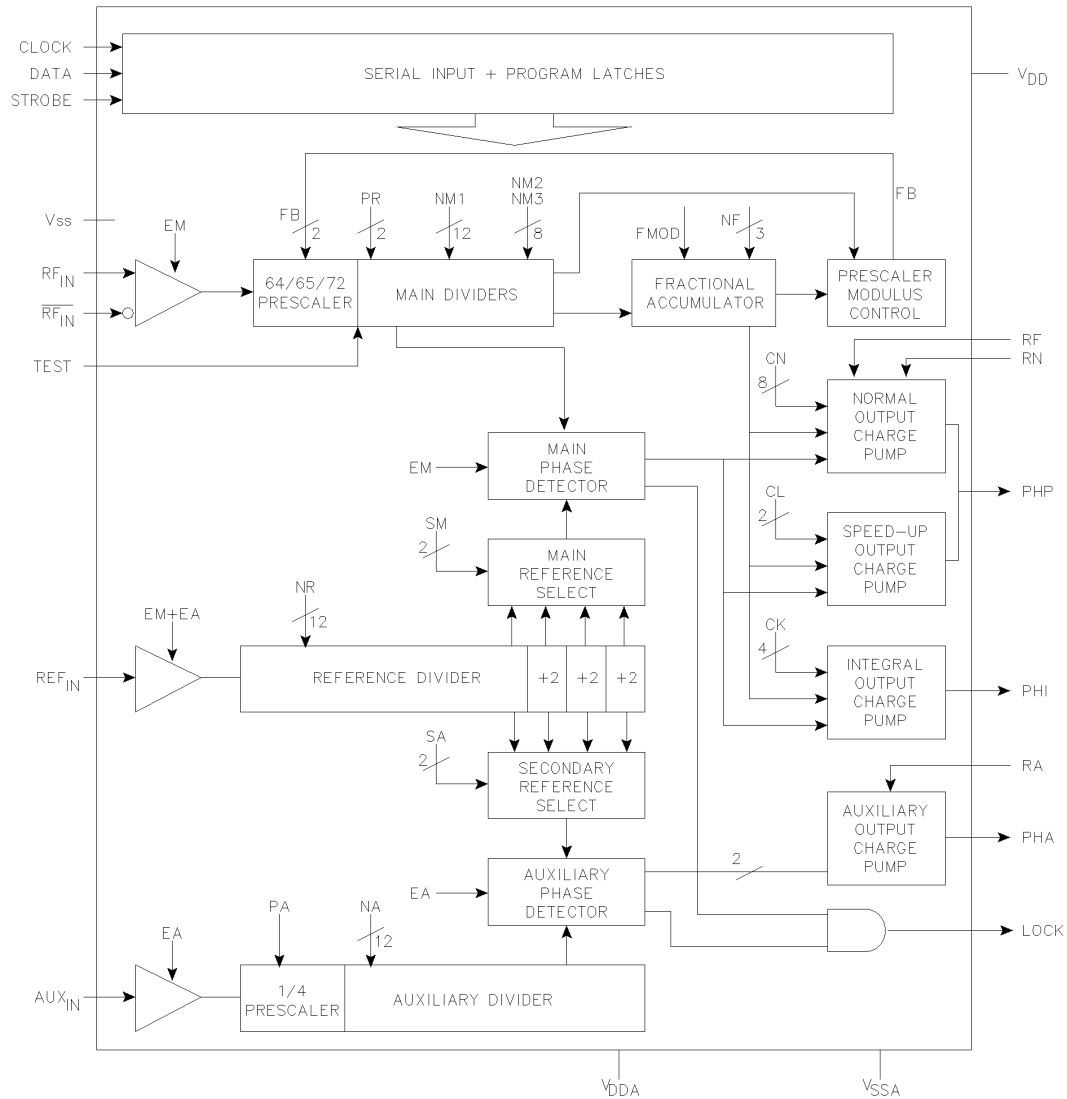 CLOCK
DATA
STROBE
SERIAL INPUT + PROGRAM LATCHES
VDD
Vss
EM
FB
2
PR
2
NM1
12
NM2
NM3
8
FMOD
NF
3
FB
RFIN
RFIN
64/65/72
PRESCALER
MAIN DIVIDERS
FRACTIONAL
ACCUMULATOR
PRESCALER
MODULUS
CONTROL
TEST
RF
RN
CN
8
NORMAL
OUTPUT
CHARGE
PUMP
EM
MAIN
PHASE
DETECTOR
PHP
CL
2
SPEED-UP
OUTPUT
CHARGE
PUMP
SM
2
MAIN
REFERENCE
SELECT
EM+EA
NR
12
REFIN
REFERENCE DIVIDER
+2
+2
+2
CK
4
INTEGRAL
OUTPUT
CHARGE
PUMP
PHI
SA
2
SECONDARY
REFERENCE
SELECT
RA
AUXILIARY
OUTPUT
CHARGE
PUMP
PHA
EA
AUXILIARY
PHASE
DETECTOR
2
LOCK
EA
PA
NA
12
AUXIN
1/4
PRESCALER
AUXILIARY DIVIDER
VDDA
VSSA